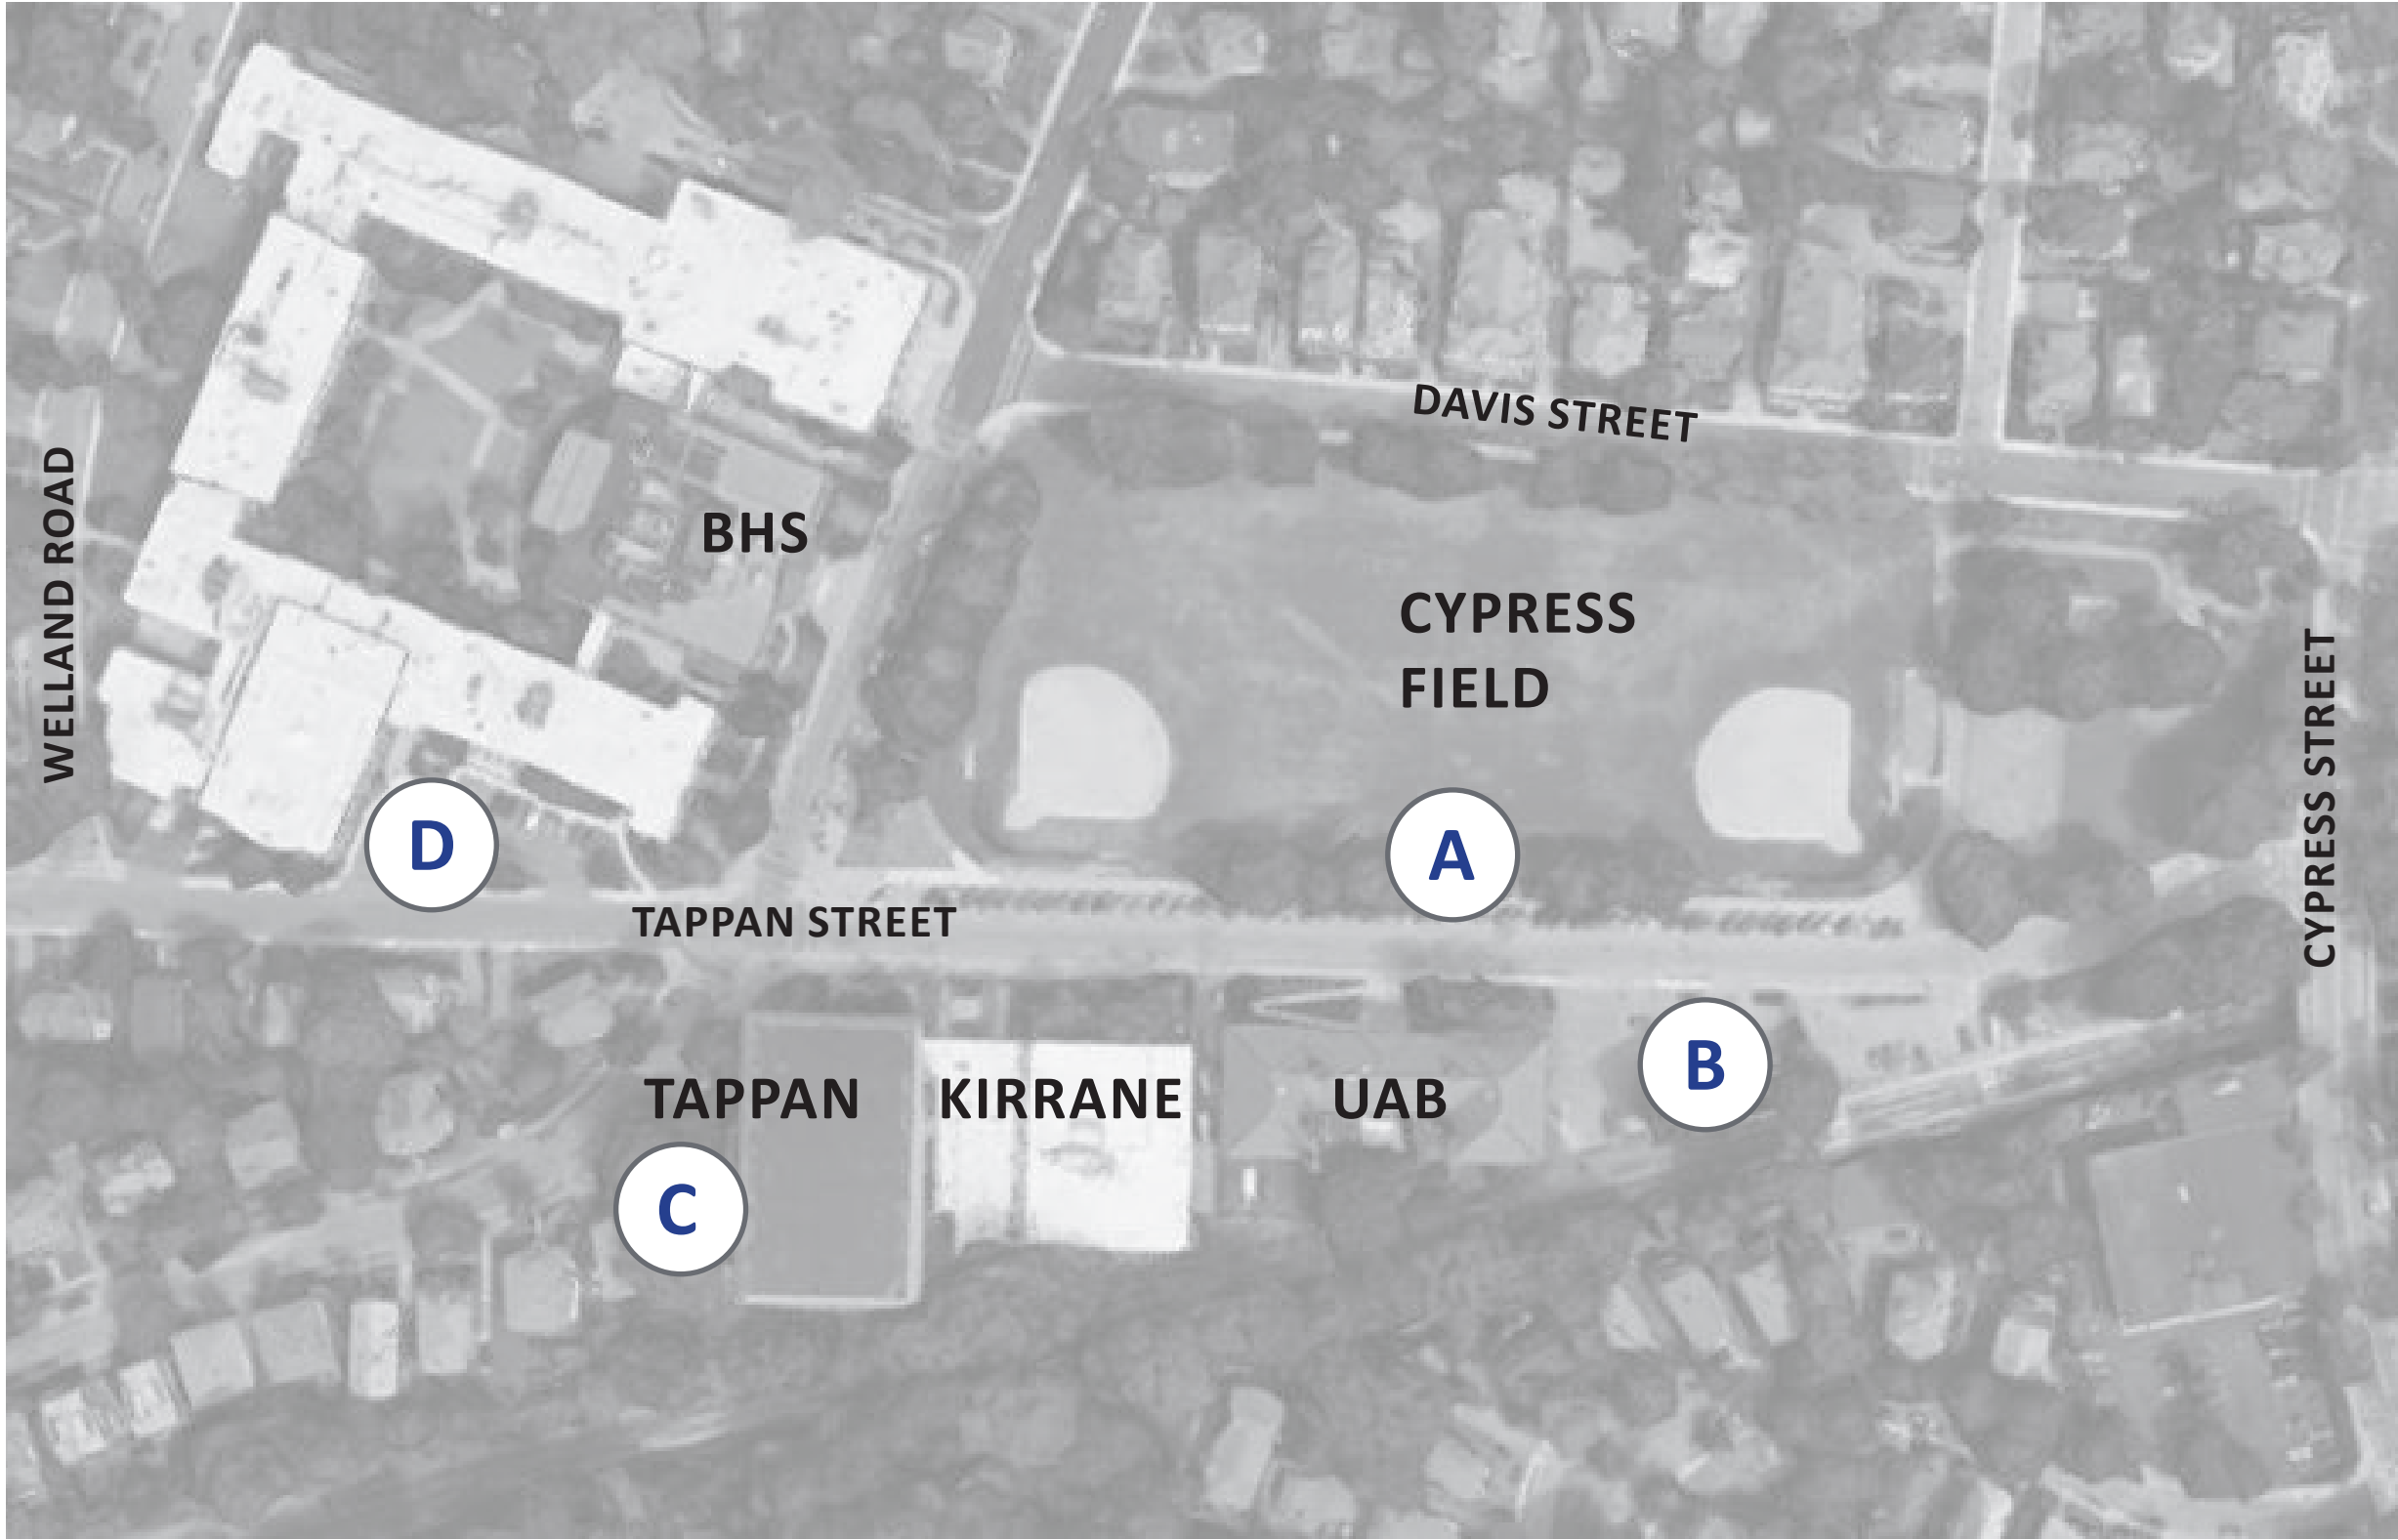 DAVIS STREET
WELLAND ROAD
BHS
CYPRESS
FIELD
CYPRESS STREET
D
A
TAPPAN STREET
B
TAPPAN
KIRRANE
UAB
C